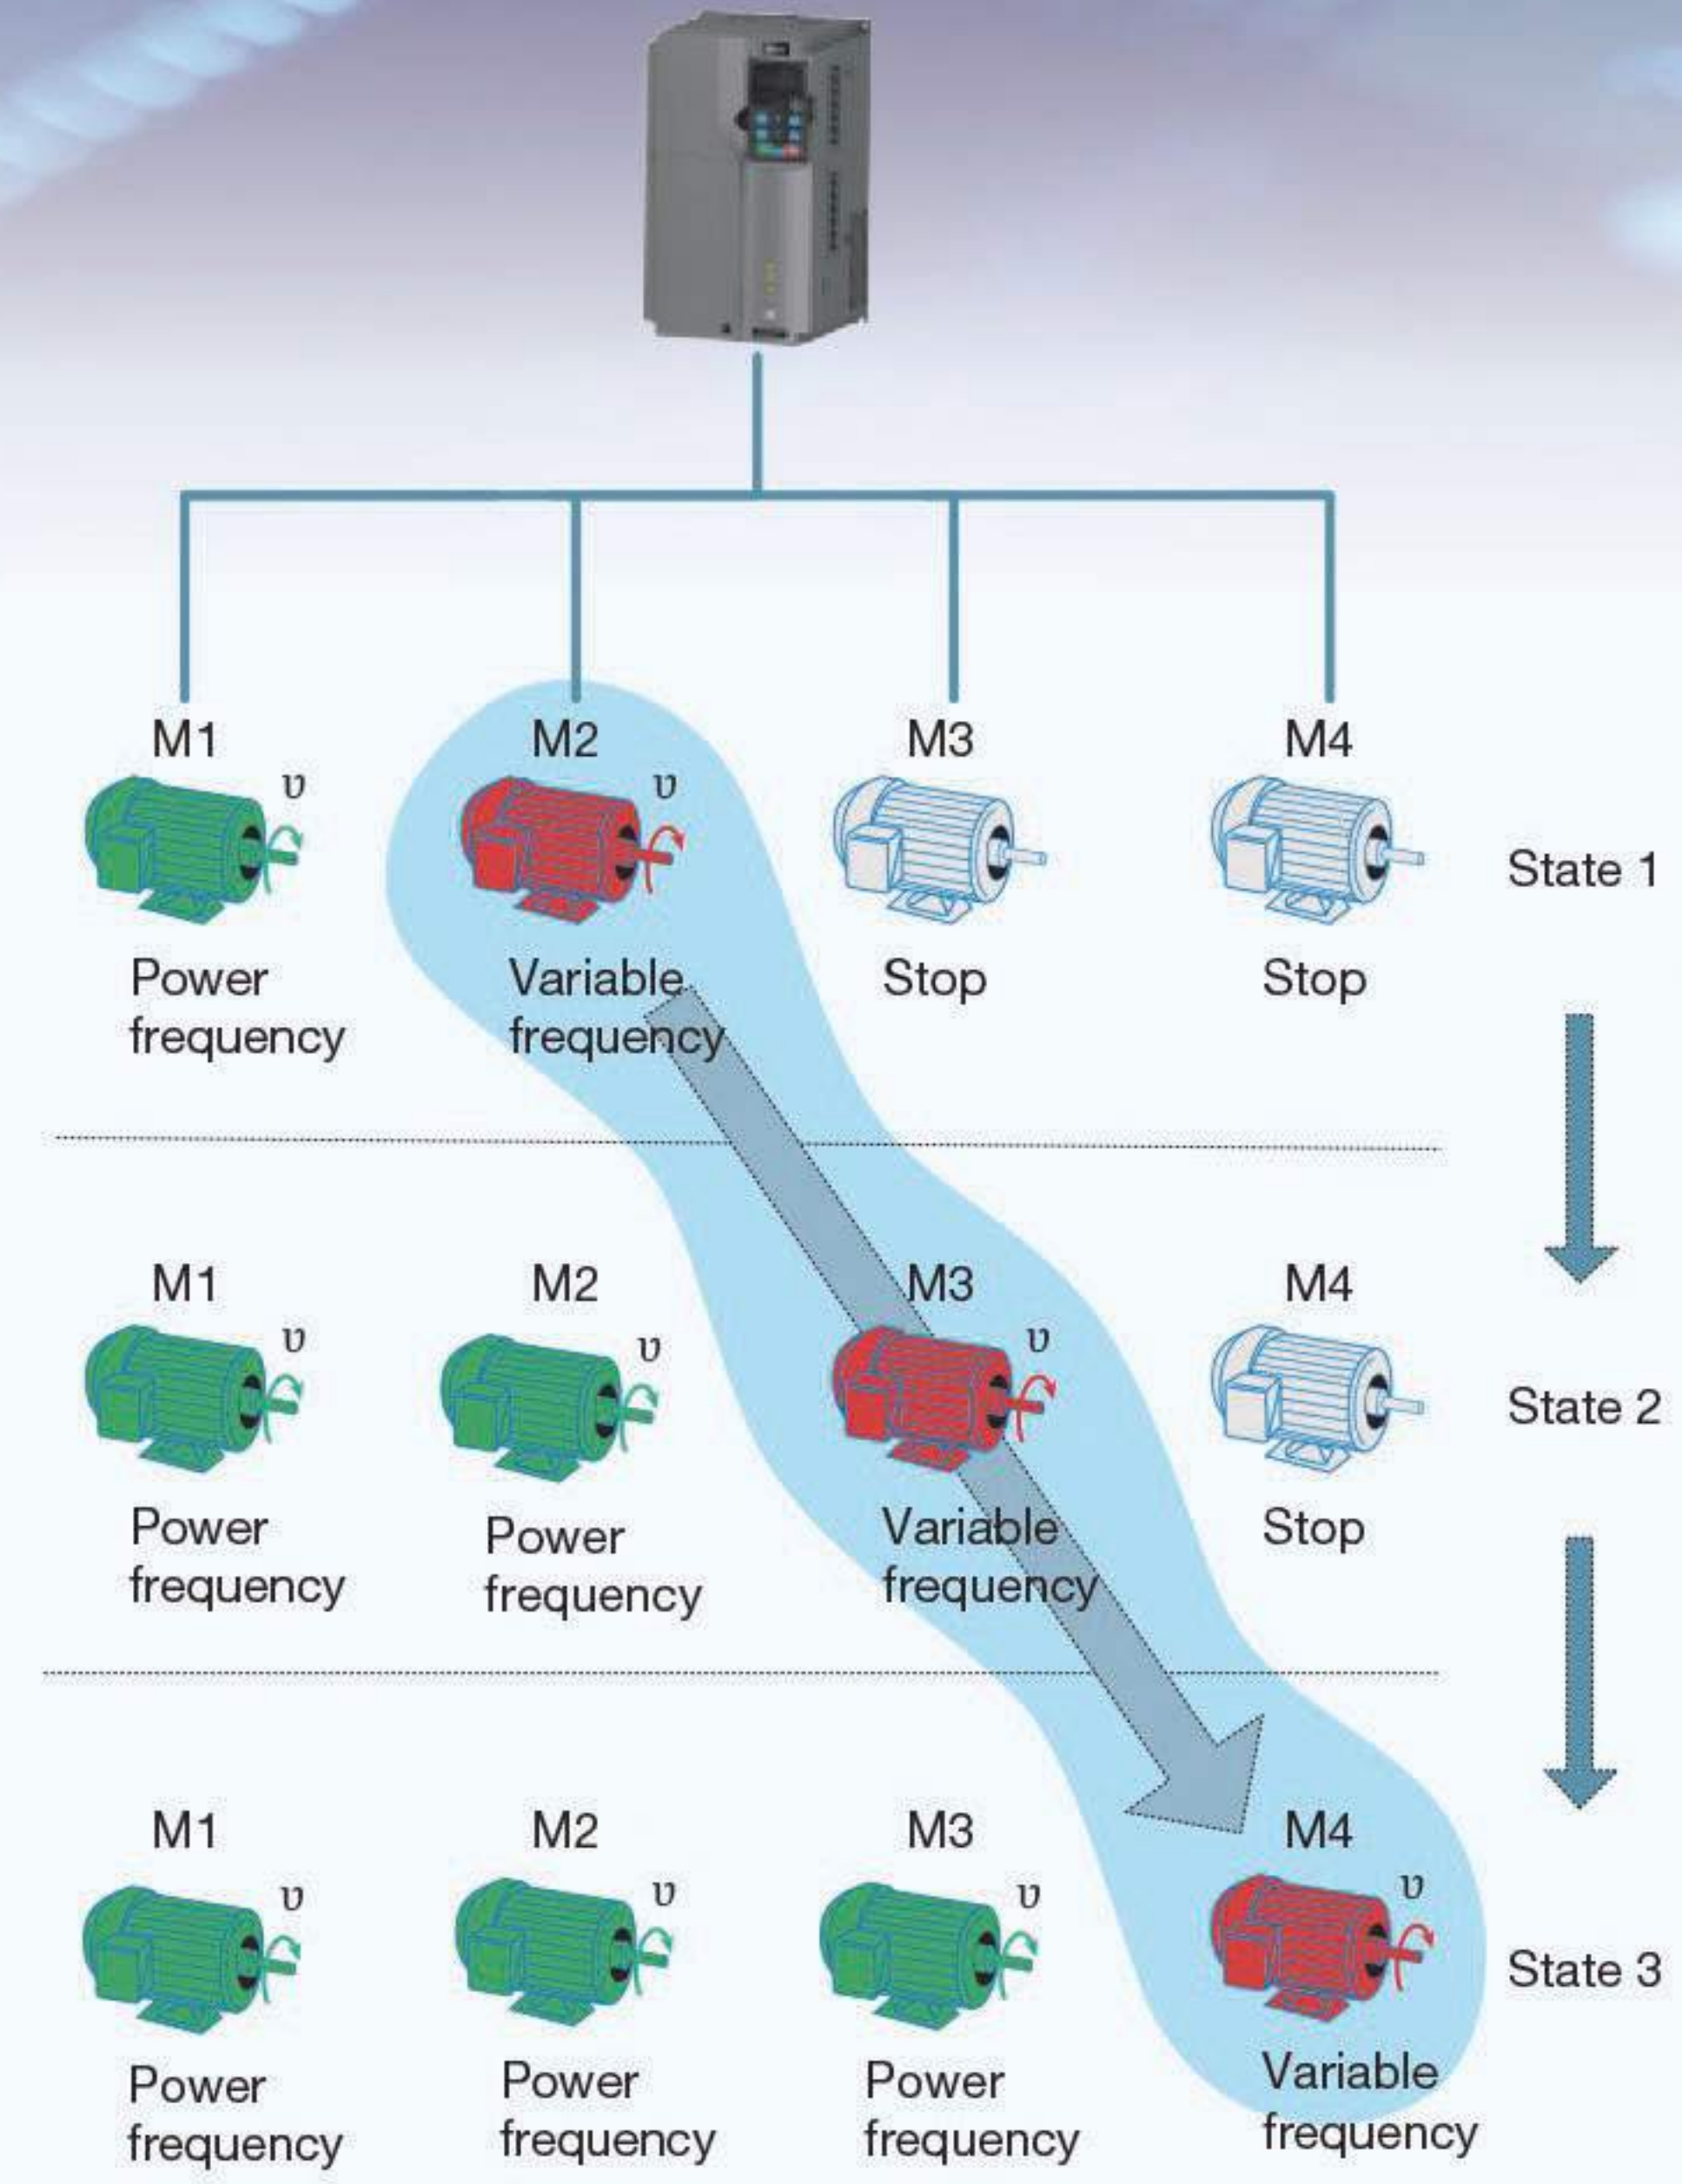 M1 M2 M3 M4
υ υ
State 1
Power Variable Stop Stop
frequency frequency
M1 M2 M3 M4
υ υ υ
State 2
Power Power Variable Stop
frequency frequency frequency
M1 M2 M3 M4
υ υ υ υ
State 3
Power Power Power Variable
frequency frequency frequency frequency